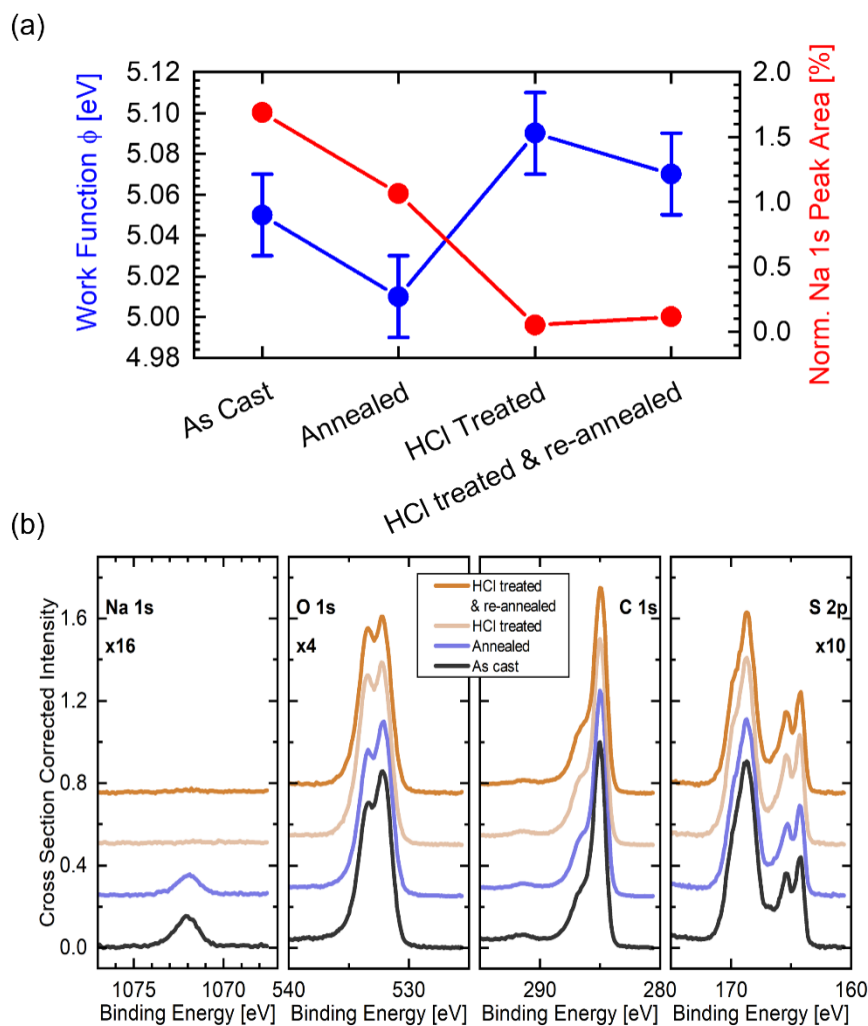 (a)
Work Function ϕ [eV]
5.12
5.10
5.08
5.06
5.04
5.02
5.00
4.98
2.0
1.5
1.0
0.5
0.0
Norm. Na 1s Peak Area [%]
As Cast
Annealed
HCl Treated
HCl treated & re-annealed
(b)
Cross Section Corrected Intensity
1.6
1.2
0.8
0.4
0.0
Na 1s
x16
O 1s
x4
HCl treated
& re-annealed
HCl treated
Annealed
As cast
C 1s
S 2p
x10
1075 1070
540 530
290 280
170 160
Binding Energy [eV]
Binding Energy [eV]
Binding Energy [eV]
Binding Energy [eV]